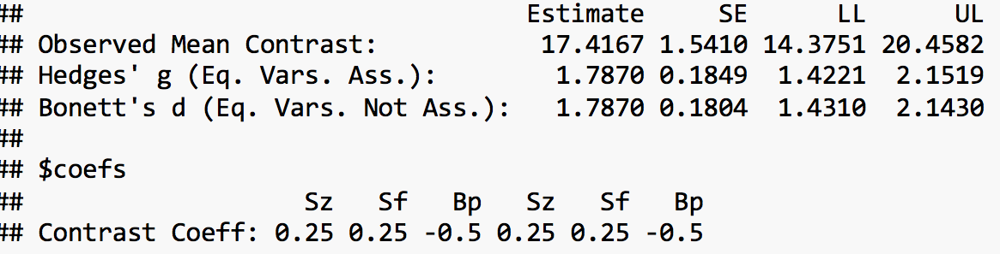 ## Estimate SE LL UL
## Observed Mean Contrast: 17.4167 1.5410 14.3751 20.4582
## Hedges' g (Eq. Vars. Ass.): 1.7870 0.1849 1.4221 2.1519
## Bonett's d (Eq. Vars. Not Ass.): 1.7870 0.1804 1.4310 2.1430
##
## $coefs
## Sz Sf Bp Sz Sf Bp
## Contrast Coeff: 0.25 0.25 -0.5 0.25 0.25 -0.5